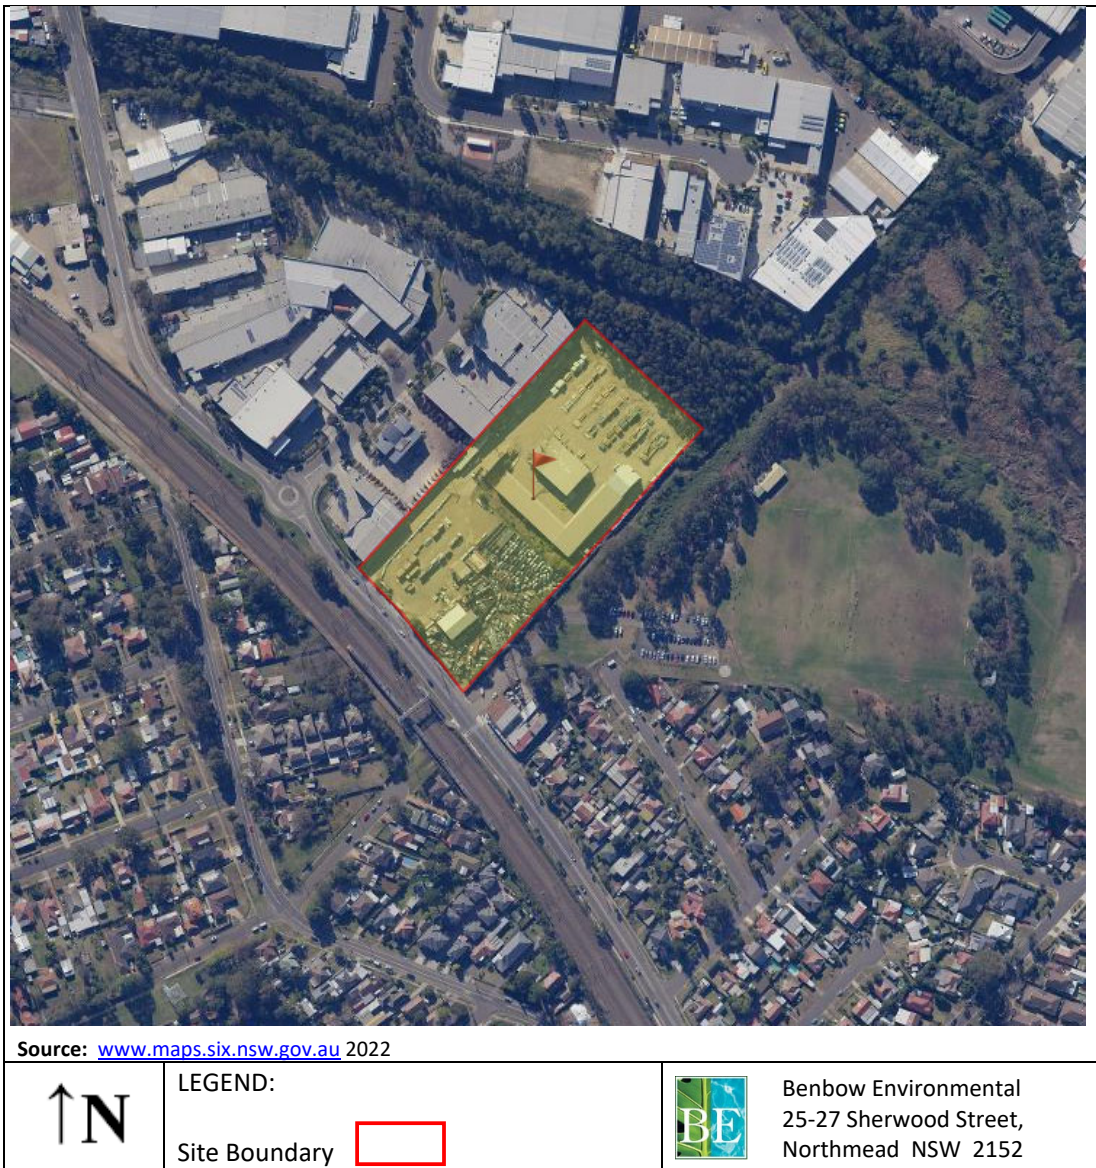 Source: www.maps.six.nsw.gov.au 2022
↑N
LEGEND:
Site Boundary
BE
Benbow Environmental
25-27 Sherwood Street,
Northmead NSW 2152